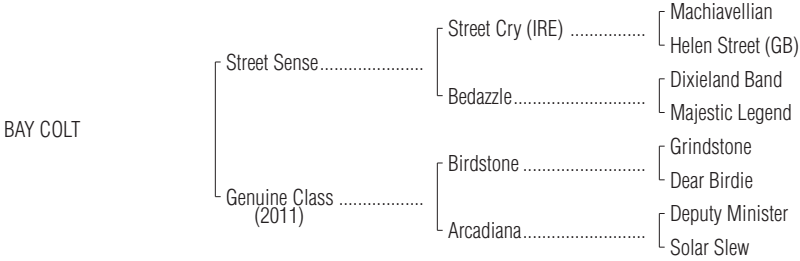 Machiavellian
Street Cry (IRE) ................
Helen Street (GB)
Street Sense......................
Dixieland Band
Bedazzle............................
Majestic Legend
BAY COLT
Grindstone
Birdstone ..........................
Dear Birdie
Genuine Class ..................
(2011)
Deputy Minister
Arcadiana..........................
Solar Slew